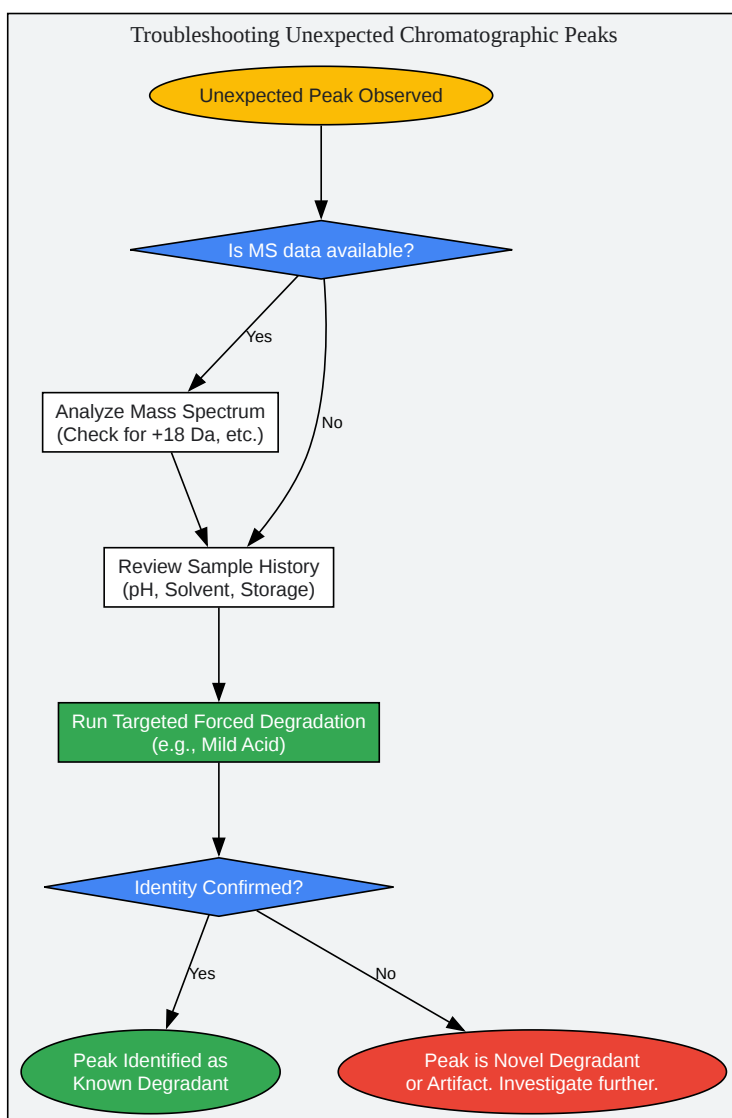 Troubleshooting Unexpected Chromatographic Peaks
Unexpected Peak Observed
Is MS data available?
Yes
Analyze Mass Spectrum
(Check for +18 Da, etc.)
No
Review Sample History
(pH, Solvent, Storage)
Run Targeted Forced Degradation
(e.g., Mild Acid)
Identity Confirmed?
Yes
No
Peak Identified as
Known Degradant
Peak is Novel Degradant
or Artifact. Investigate further.